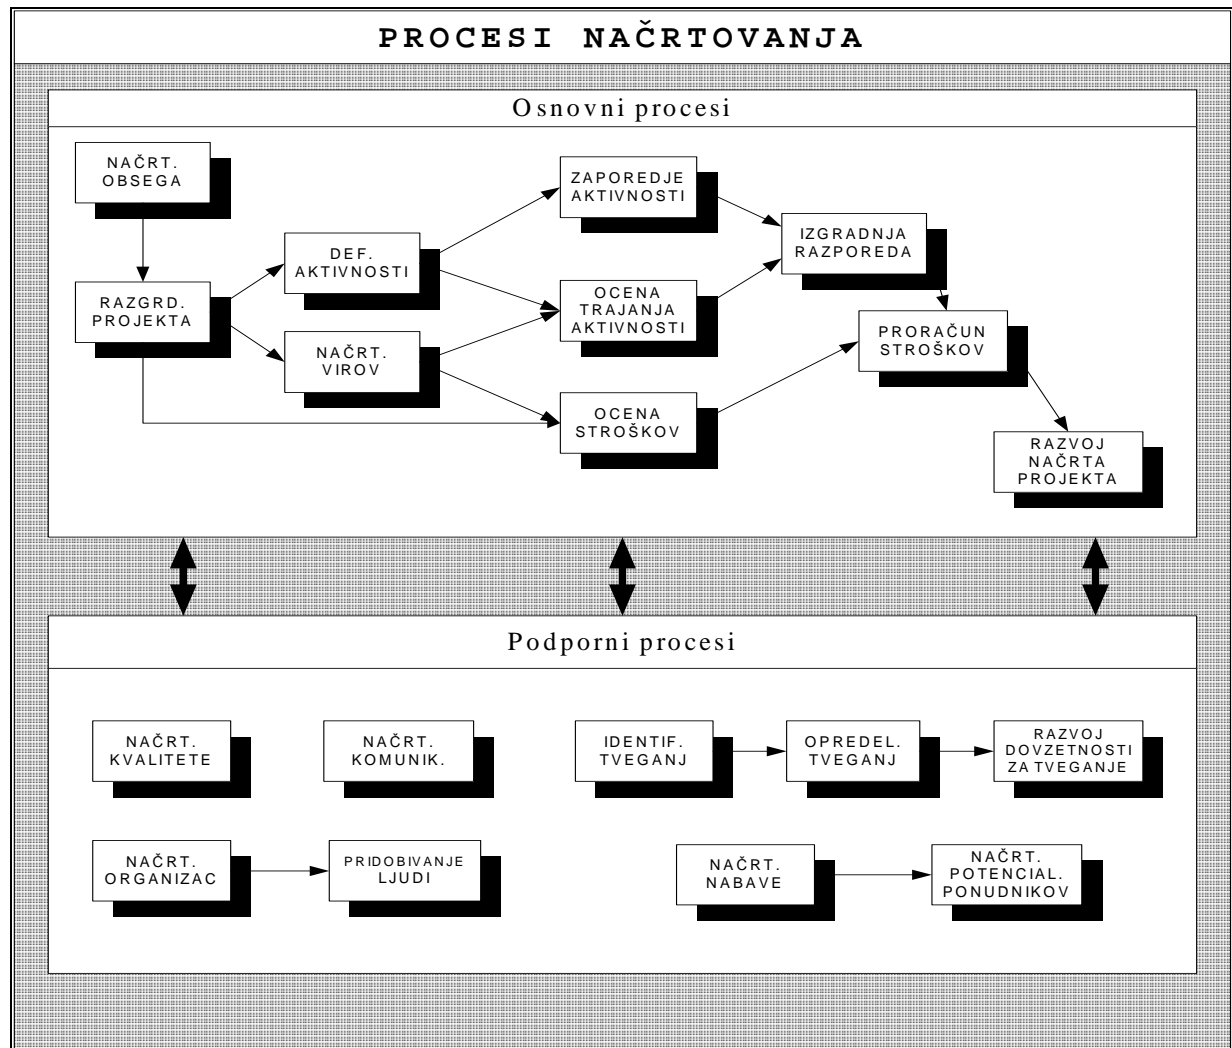 PROCESI NAČRTOVANJA
Osnovni procesi
NAČRT.
OBSEGA
RAZGRD.
PROJEKTA
DEF.
AKTIVNOSTI
NAČRT.
VIROV
ZAPOREDJE
AKTIVNOSTI
OCENA
TRAJANJA
AKTIVNOSTI
OCENA
STROŠKOV
IZGRADNJA
RAZPOREDA
PRORAČUN
STROŠKOV
RAZVOJ
NAČRTA
PROJEKTA
Podporni procesi
NAČRT.
KVALITETE
NAČRT.
KOMUNIK.
IDENTIF.
TVEGANJ
OPREDEL.
TVEGANJ
RAZVOJ
DOVZETNOSTI
ZA TVEGANJE
NAČRT.
ORGANIZAC
PRIDOBIVANJE
LJUDI
NAČRT.
NABAVE
NAČRT.
POTENCIAL.
PONUDNIKOV